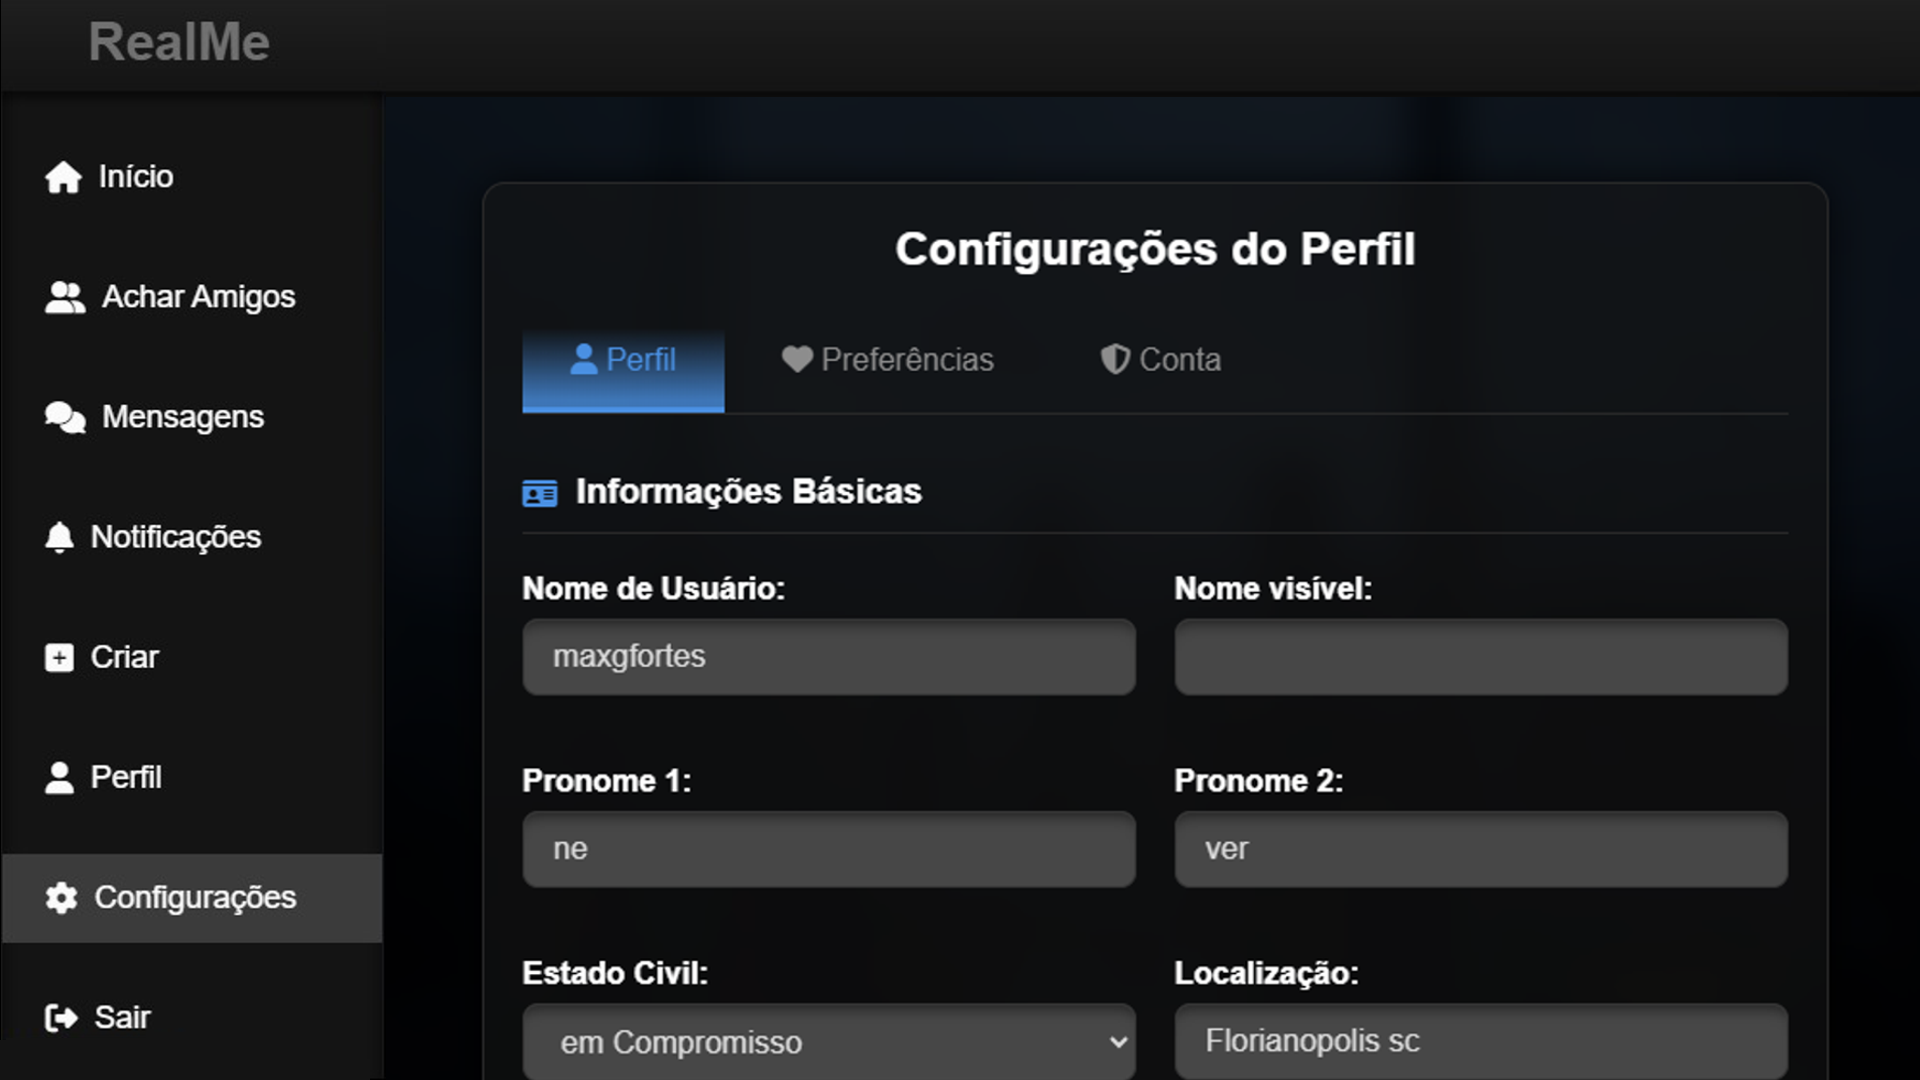 RealMe
Início
Achar Amigos
Mensagens
Notificações
Criar
Perfil
Configurações
Sair
Configurações do Perfil
Perfil
Preferências
Conta
Informações Básicas
Nome de Usuário:
maxgfortes
Nome visível:
Pronome 1:
ne
Pronome 2:
ver
Estado Civil:
em Compromisso
Localização:
Florianopolis sc